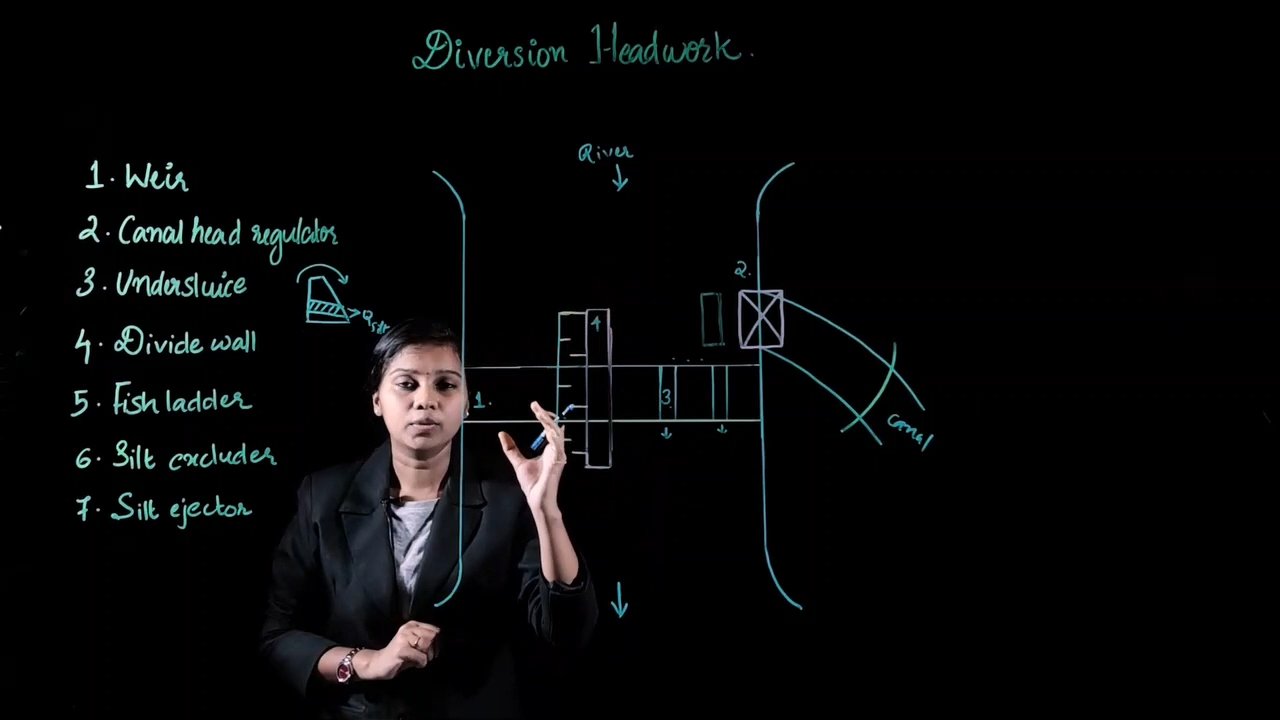 Diversion Headwork.
River
1. Weir
2. Canal head regulator
3. Undersluice
4. Divide wall
5. Fish ladder
6. Silt excluder
7. Silt ejector
Qsilt
2.
4
1.
3.
canal